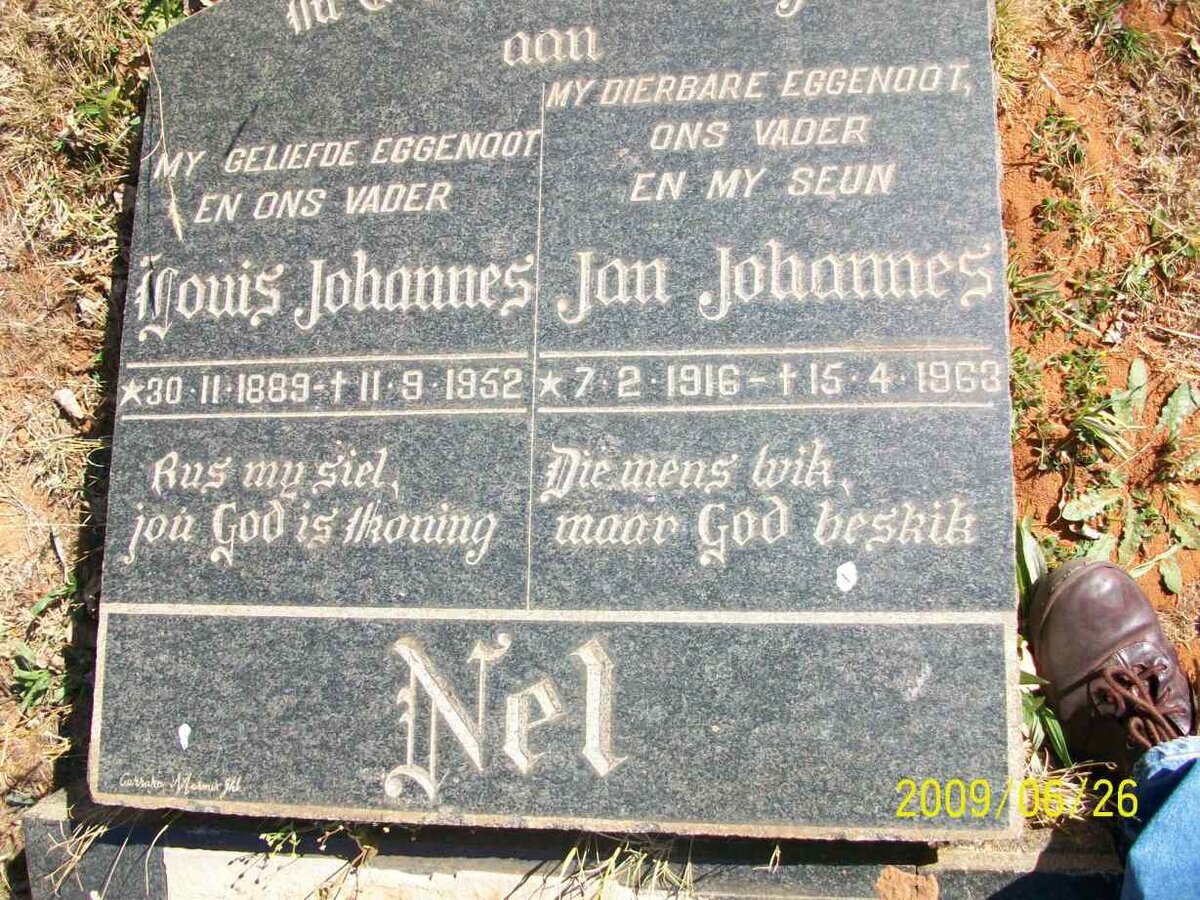 In
aan
MY GELIEFDE EGGENOOT
EN ONS VADER
Louis Johannes
★30·11·1889-†11·9·1952
Rus my siel,
jou God is Koning
MY DIERBARE EGGENOOT,
ONS VADER
EN MY SEUN
Jan Johannes
★7·2·1916-†15·4·1963
Die mens wik,
maar God beskik
Nel
2009/06/26